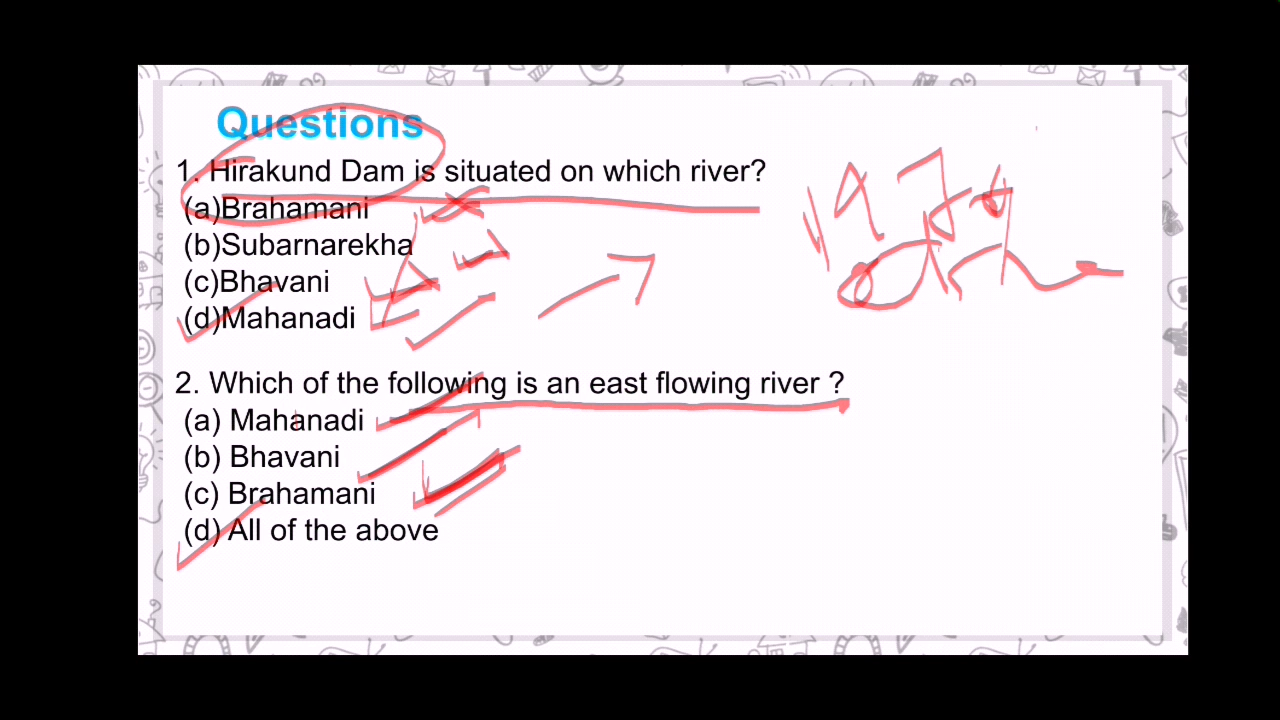 Questions
1. Hirakund Dam is situated on which river?
(a)Brahamani
(b)Subarnarekha
(c)Bhavani
(d)Mahanadi
2. Which of the following is an east flowing river ?
(a) Mahanadi
(b) Bhavani
(c) Brahamani
(d) All of the above